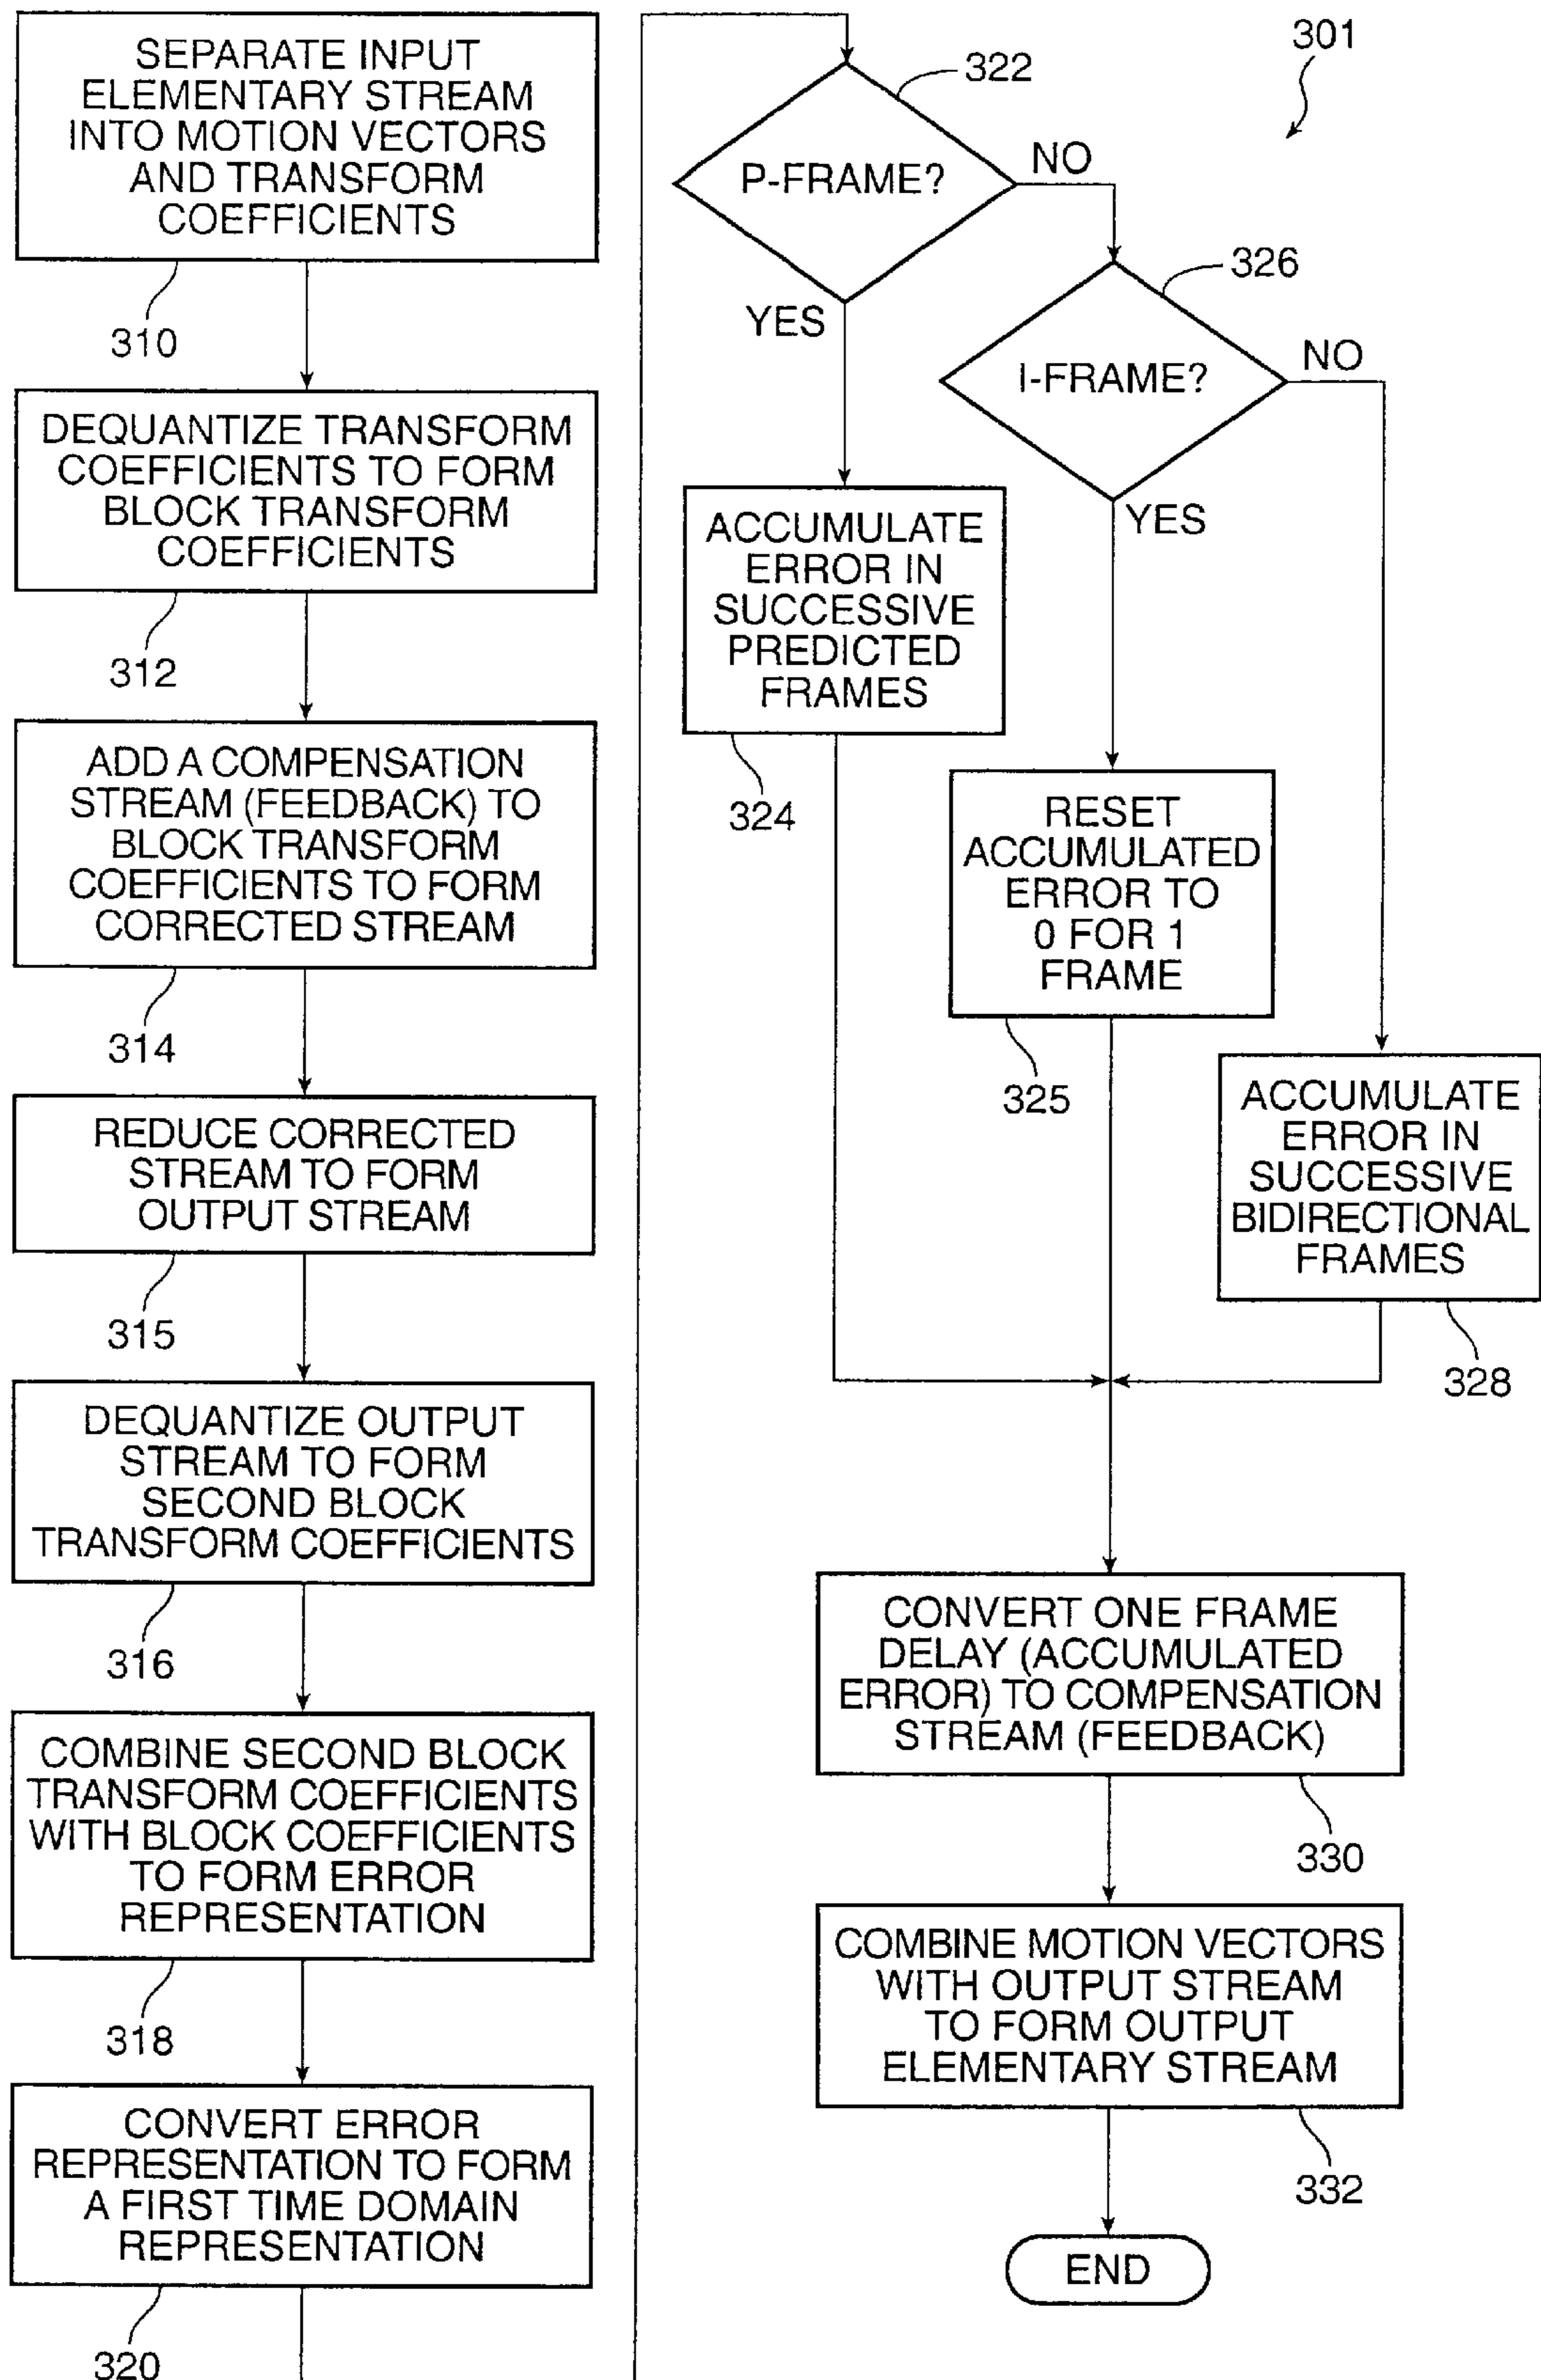 SEPARATE INPUT
ELEMENTARY STREAM
INTO MOTION VECTORS
AND TRANSFORM
COEFFICIENTS
310
DEQUANTIZE TRANSFORM
COEFFICIENTS TO FORM
BLOCK TRANSFORM
COEFFICIENTS
312
ADD A COMPENSATION
STREAM (FEEDBACK) TO
BLOCK TRANSFORM
COEFFICIENTS TO FORM
CORRECTED STREAM
314
REDUCE CORRECTED
STREAM TO FORM
OUTPUT STREAM
315
DEQUANTIZE OUTPUT
STREAM TO FORM
SECOND BLOCK
TRANSFORM COEFFICIENTS
316
COMBINE SECOND BLOCK
TRANSFORM COEFFICIENTS
WITH BLOCK COEFFICIENTS
TO FORM ERROR
REPRESENTATION
318
CONVERT ERROR
REPRESENTATION TO FORM
A FIRST TIME DOMAIN
REPRESENTATION
320
301
322
P-FRAME?
NO
YES
326
I-FRAME?
NO
YES
ACCUMULATE
ERROR IN
SUCCESSIVE
PREDICTED
FRAMES
324
RESET
ACCUMULATED
ERROR TO
0 FOR 1
FRAME
325
ACCUMULATE
ERROR IN
SUCCESSIVE
BIDIRECTIONAL
FRAMES
328
CONVERT ONE FRAME
DELAY (ACCUMULATED
ERROR) TO COMPENSATION
STREAM (FEEDBACK)
330
COMBINE MOTION VECTORS
WITH OUTPUT STREAM
TO FORM OUTPUT
ELEMENTARY STREAM
332
END